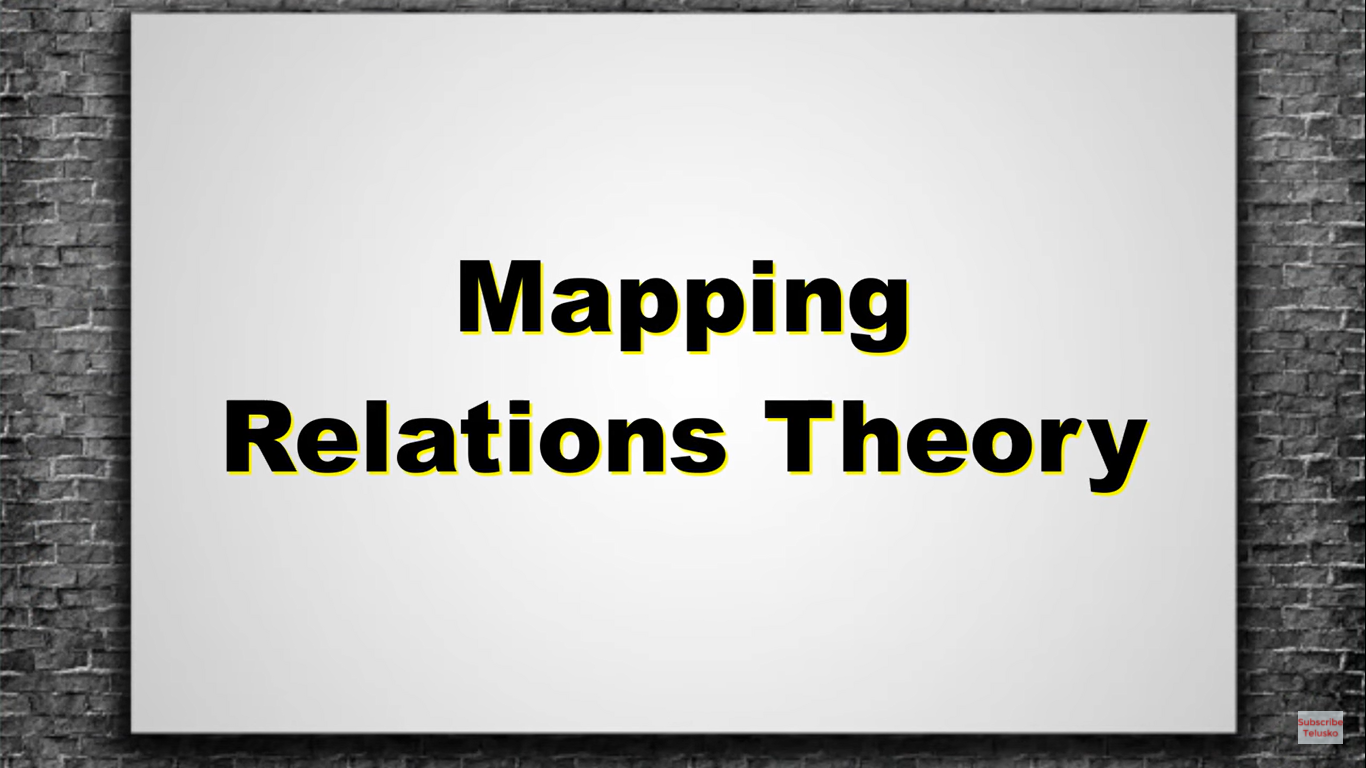 Mapping
Relations Theory
Subscribe
Telusko